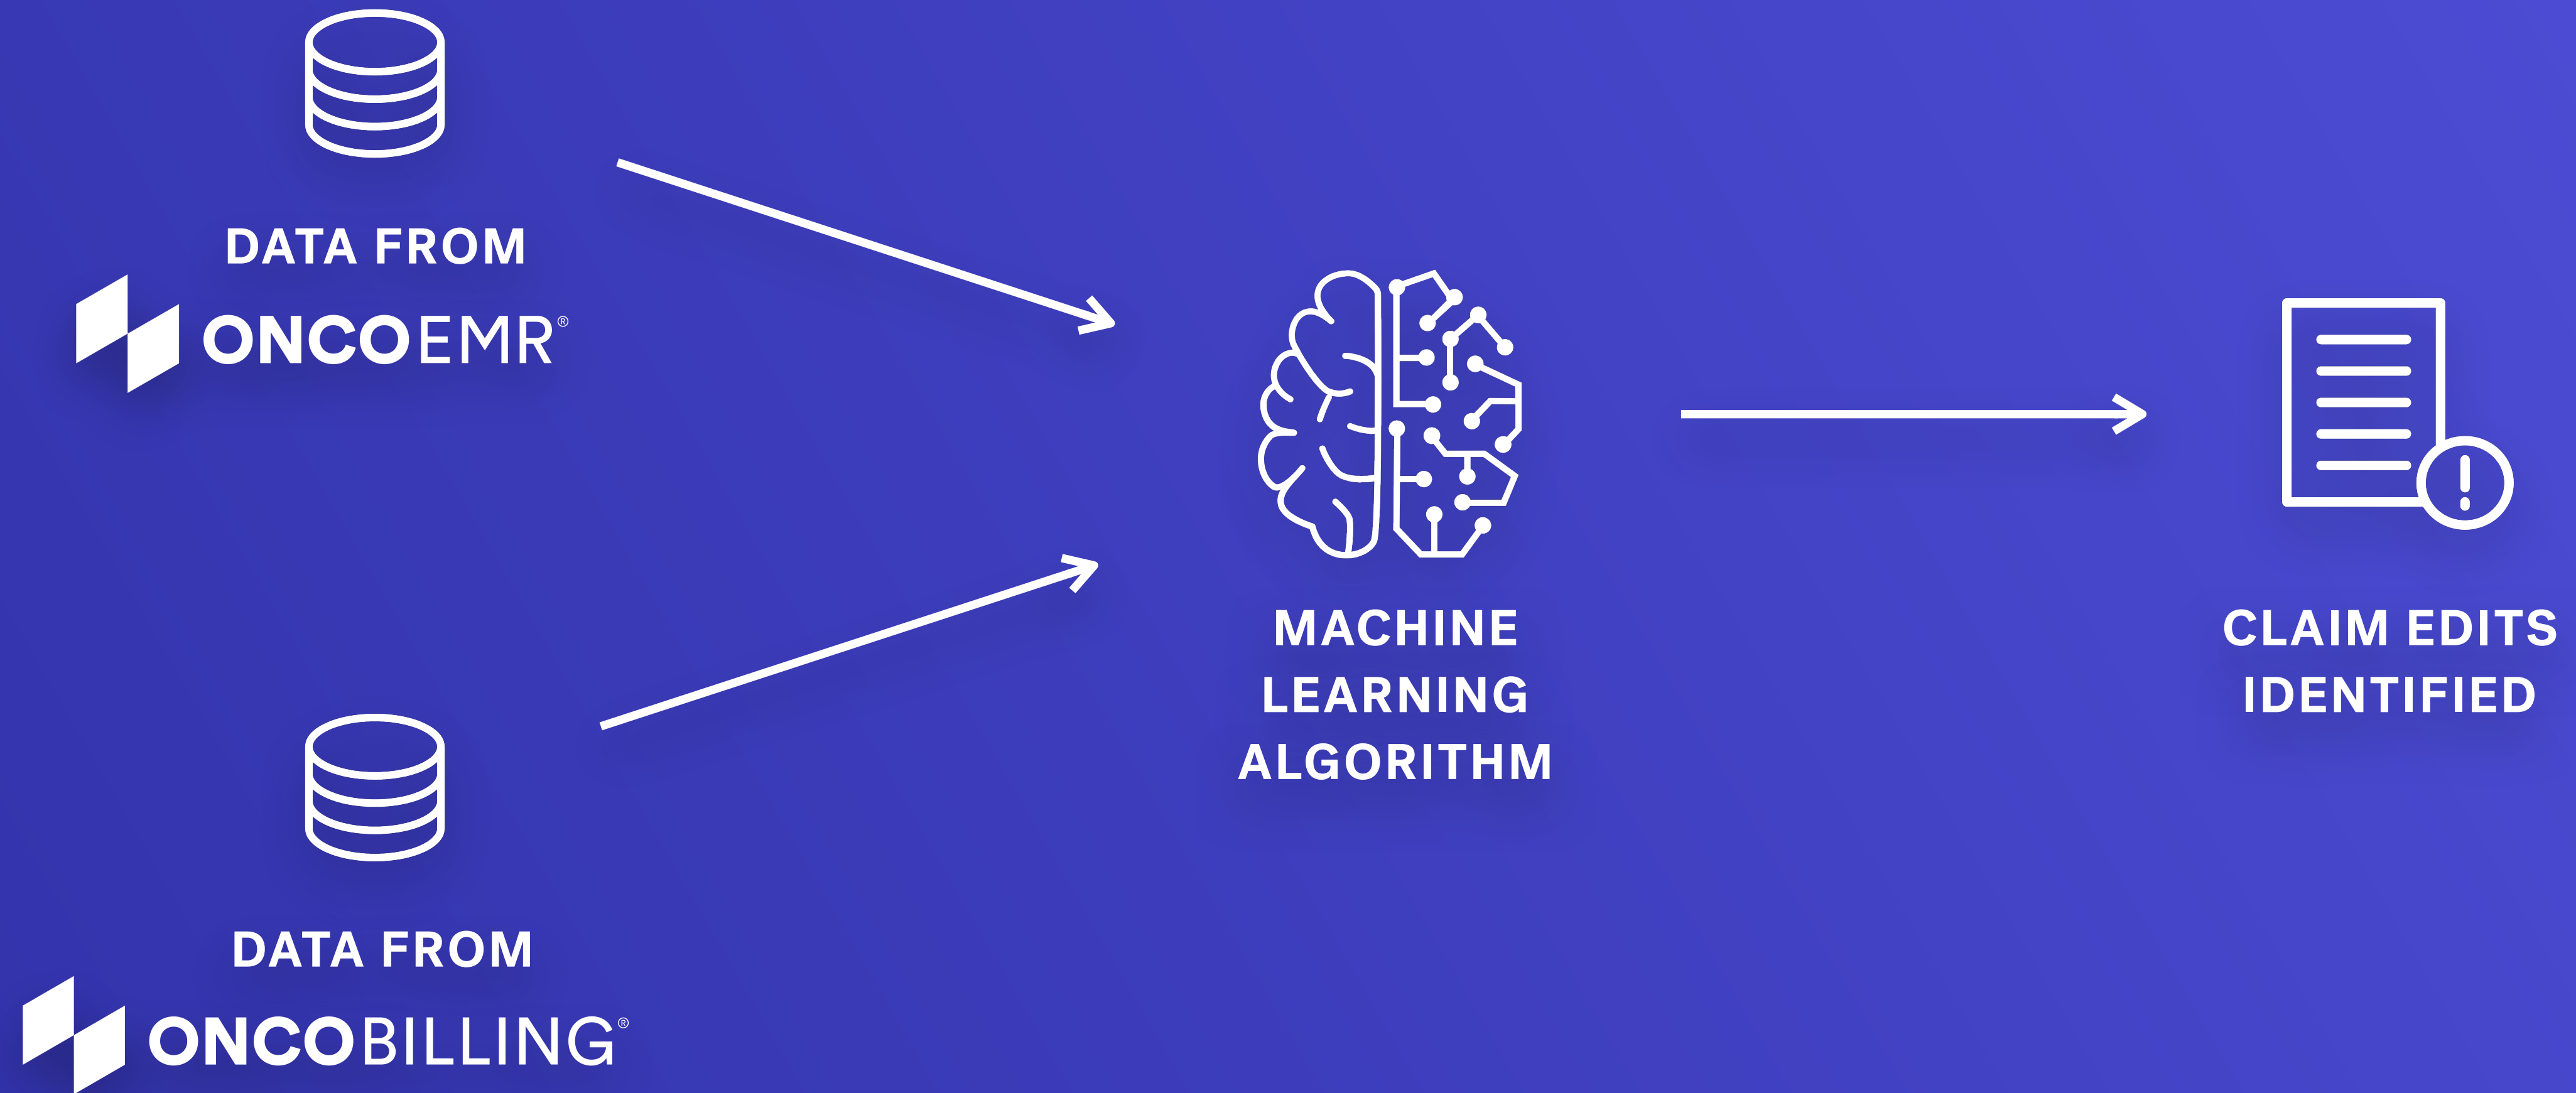 DATA FROM
ONCOEMR®
DATA FROM
ONCOBILLING®
MACHINE
LEARNING
ALGORITHM
CLAIM EDITS
IDENTIFIED